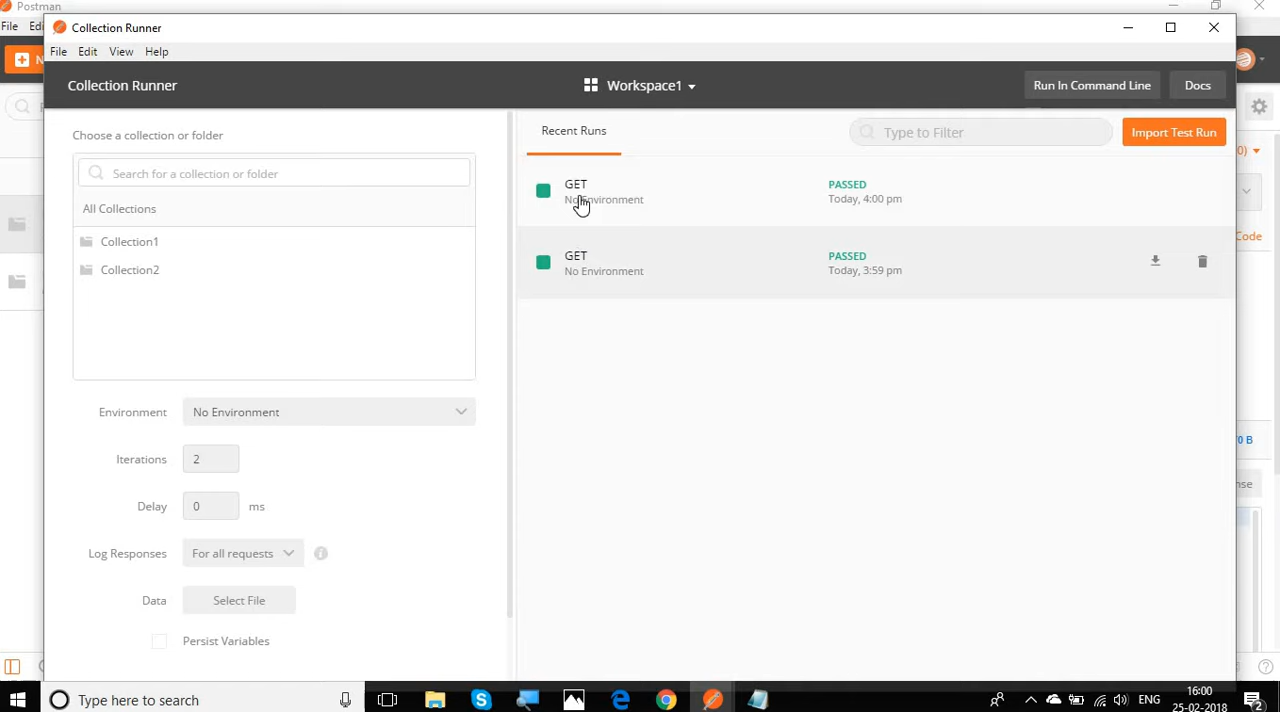 Postman
File
Collection Runner
File Edit View Help
Collection Runner
Workspace1
Run In Command Line
Docs
Choose a collection or folder
Search for a collection or folder
All Collections
Collection1
Collection2
Environment
No Environment
Iterations
2
Delay
0
ms
Log Responses
For all requests
Data
Select File
Persist Variables
Recent Runs
Type to Filter
Import Test Run
GET
No Environment
PASSED
Today, 4:00 pm
GET
No Environment
PASSED
Today, 3:59 pm
Code
Type here to search
ENG
16:00
25-02-2018
2